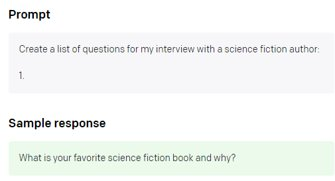 Prompt
Create a list of questions for my interview with a science fiction author:
1.
Sample response
What is your favorite science fiction book and why?